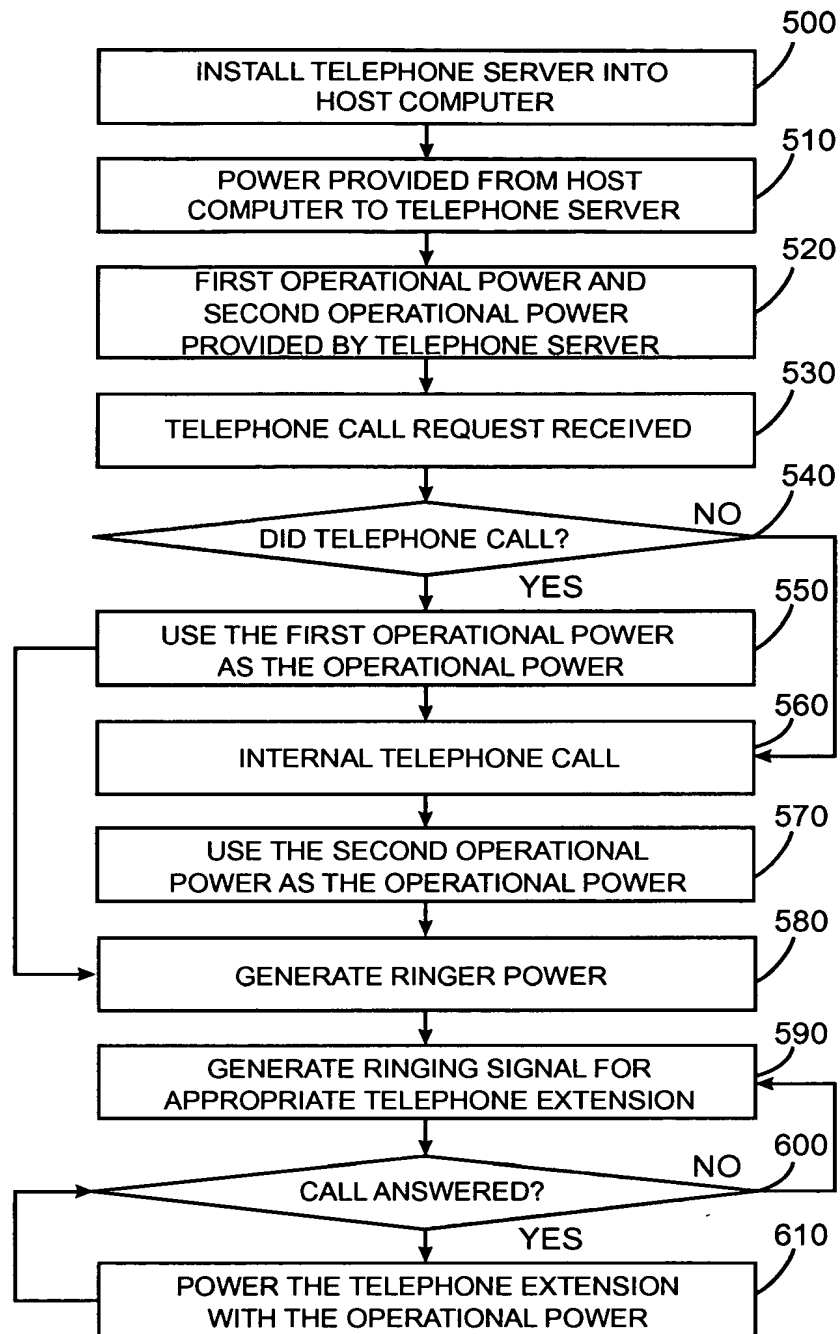 500
INSTALL TELEPHONE SERVER INTO
HOST COMPUTER
510
POWER PROVIDED FROM HOST
COMPUTER TO TELEPHONE SERVER
520
FIRST OPERATIONAL POWER AND
SECOND OPERATIONAL POWER
PROVIDED BY TELEPHONE SERVER
530
TELEPHONE CALL REQUEST RECEIVED
540
NO
DID TELEPHONE CALL?
YES
550
USE THE FIRST OPERATIONAL POWER
AS THE OPERATIONAL POWER
560
INTERNAL TELEPHONE CALL
570
USE THE SECOND OPERATIONAL
POWER AS THE OPERATIONAL POWER
580
GENERATE RINGER POWER
590
GENERATE RINGING SIGNAL FOR
APPROPRIATE TELEPHONE EXTENSION
600
NO
CALL ANSWERED?
YES
610
POWER THE TELEPHONE EXTENSION
WITH THE OPERATIONAL POWER